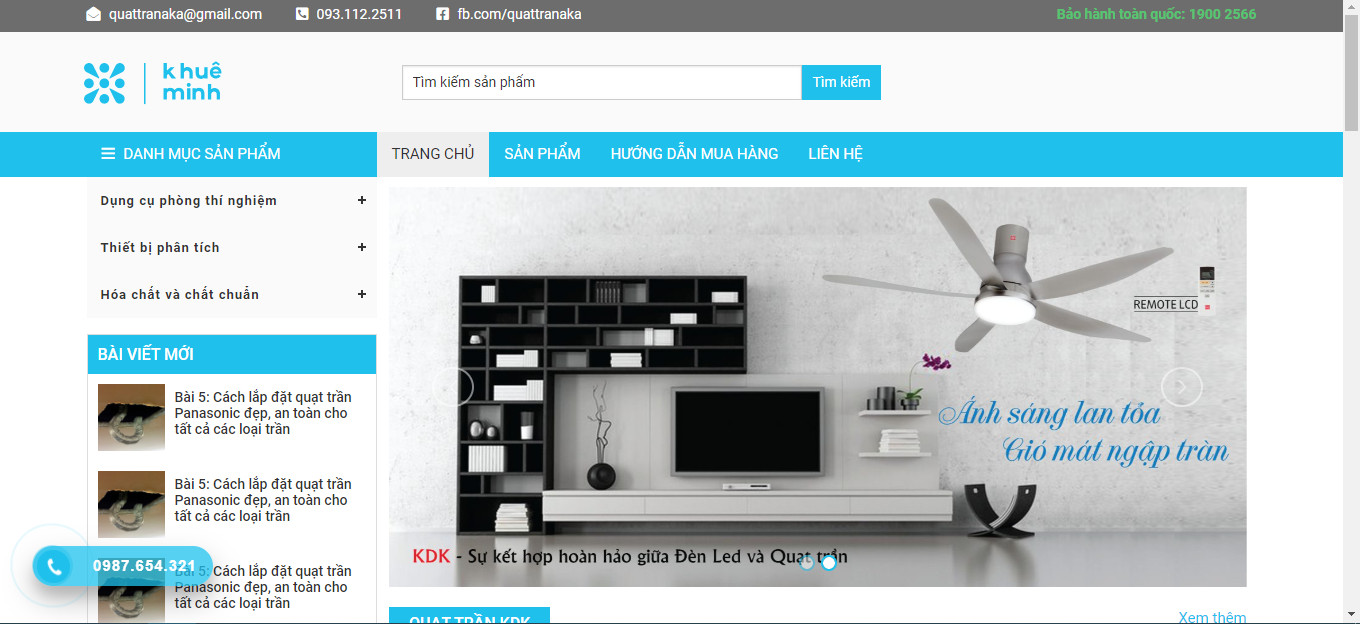 quattranaka@gmail.com
093.112.2511
fb.com/quattranaka
Bảo hành toàn quốc: 1900 2566
khuê
minh
Tìm kiếm sản phẩm
Tìm kiếm
DANH MỤC SẢN PHẨM
TRANG CHỦ
SẢN PHẨM
HƯỚNG DẪN MUA HÀNG
LIÊN HỆ
Dụng cụ phòng thí nghiệm
Thiết bị phân tích
Hóa chất và chất chuẩn
BÀI VIẾT MỚI
Bài 5: Cách lắp đặt quạt trần
Panasonic đẹp, an toàn cho
tất cả các loại trần
Bài 5: Cách lắp đặt quạt trần
Panasonic đẹp, an toàn cho
tất cả các loại trần
Bài 5: Cách lắp đặt quạt trần
Panasonic đẹp, an toàn cho
tất cả các loại trần
0987.654.321
REMOTE LCD
Ánh sáng lan tỏa
Gió mát ngập tràn
KDK - Sự kết hợp hoàn hảo giữa Đèn Led và Quạt trần
QUẠT TRẦN KDK
Xem thêm